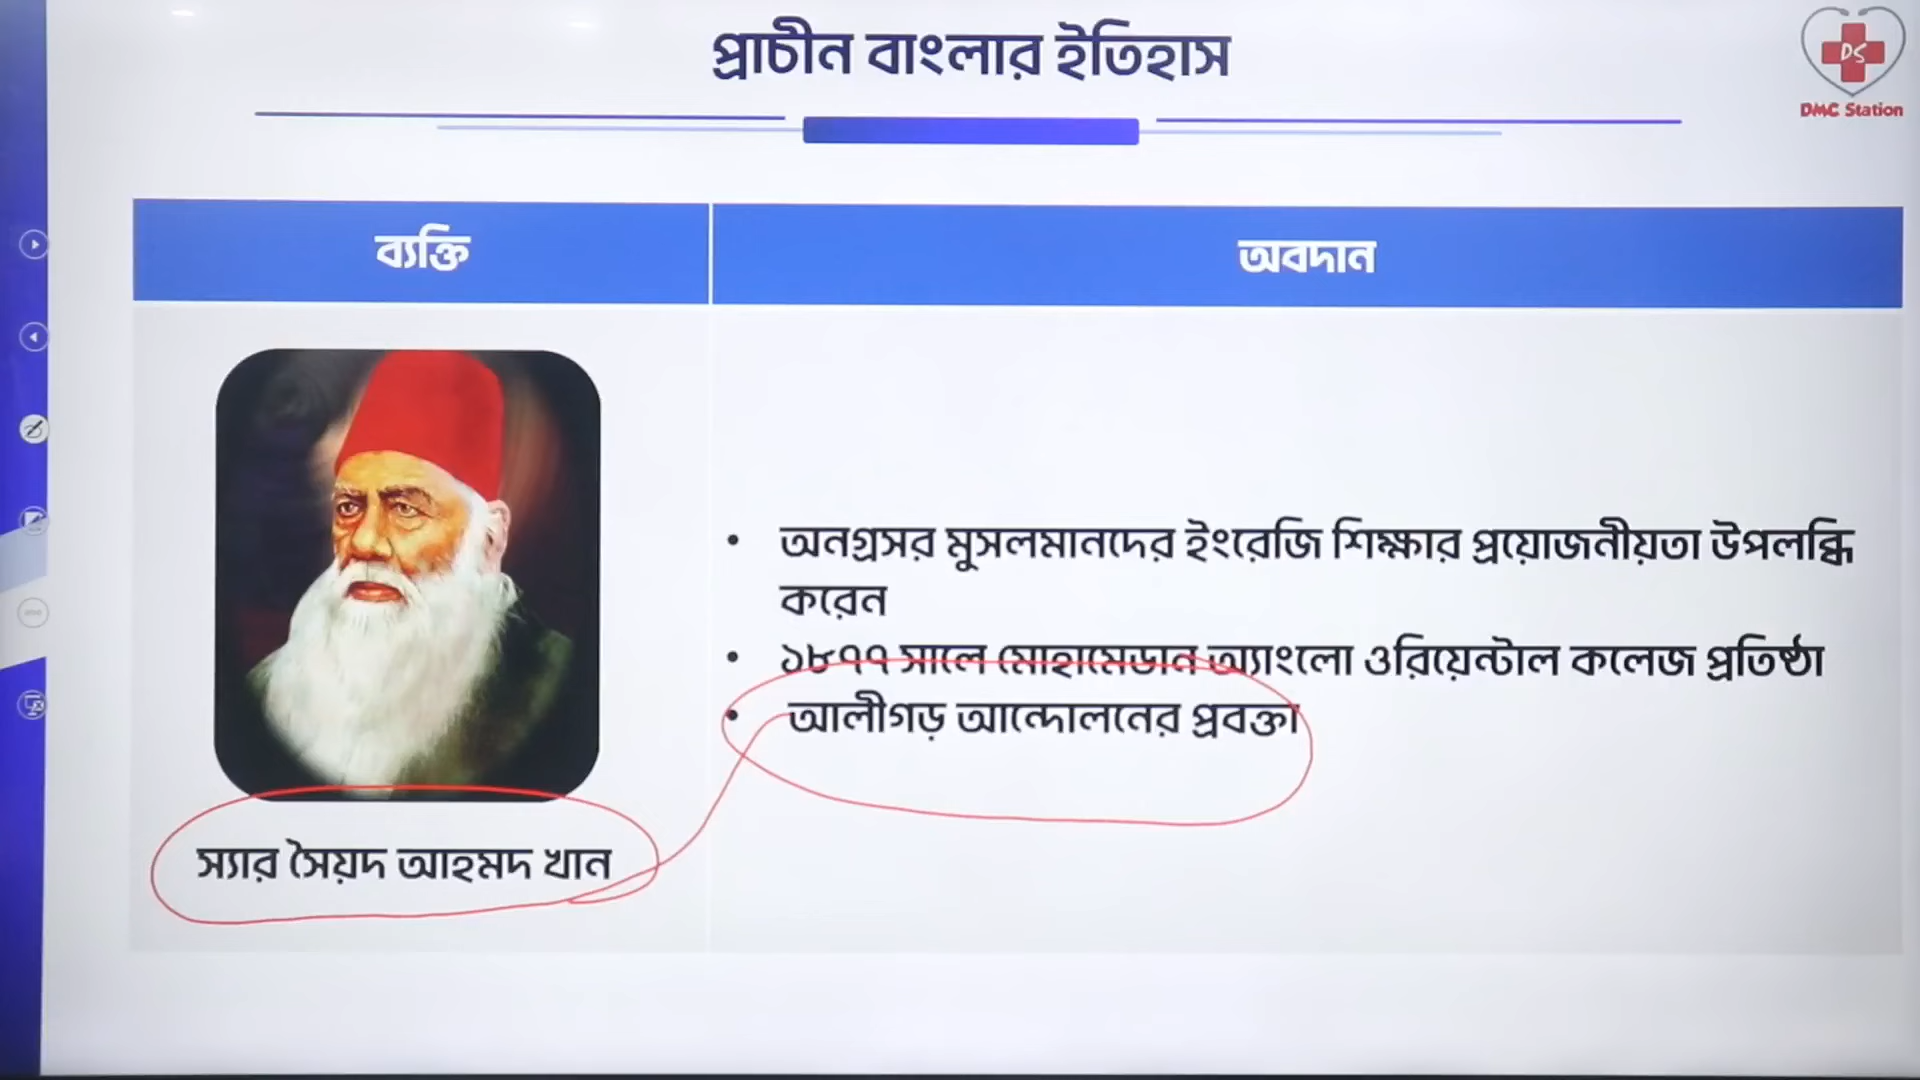 প্রাচীন বাংলার ইতিহাস
DS
DMC Station
ব্যক্তি
অবদান
• অনগ্রসর মুসলমানদের ইংরেজি শিক্ষার প্রয়োজনীয়তা উপলব্ধি
করেন
• ১৮৭৭ সালে মোহামেডান অ্যাংলো ওরিয়েন্টাল কলেজ প্রতিষ্ঠা
• আলীগড় আন্দোলনের প্রবক্তা
স্যার সৈয়দ আহমদ খান